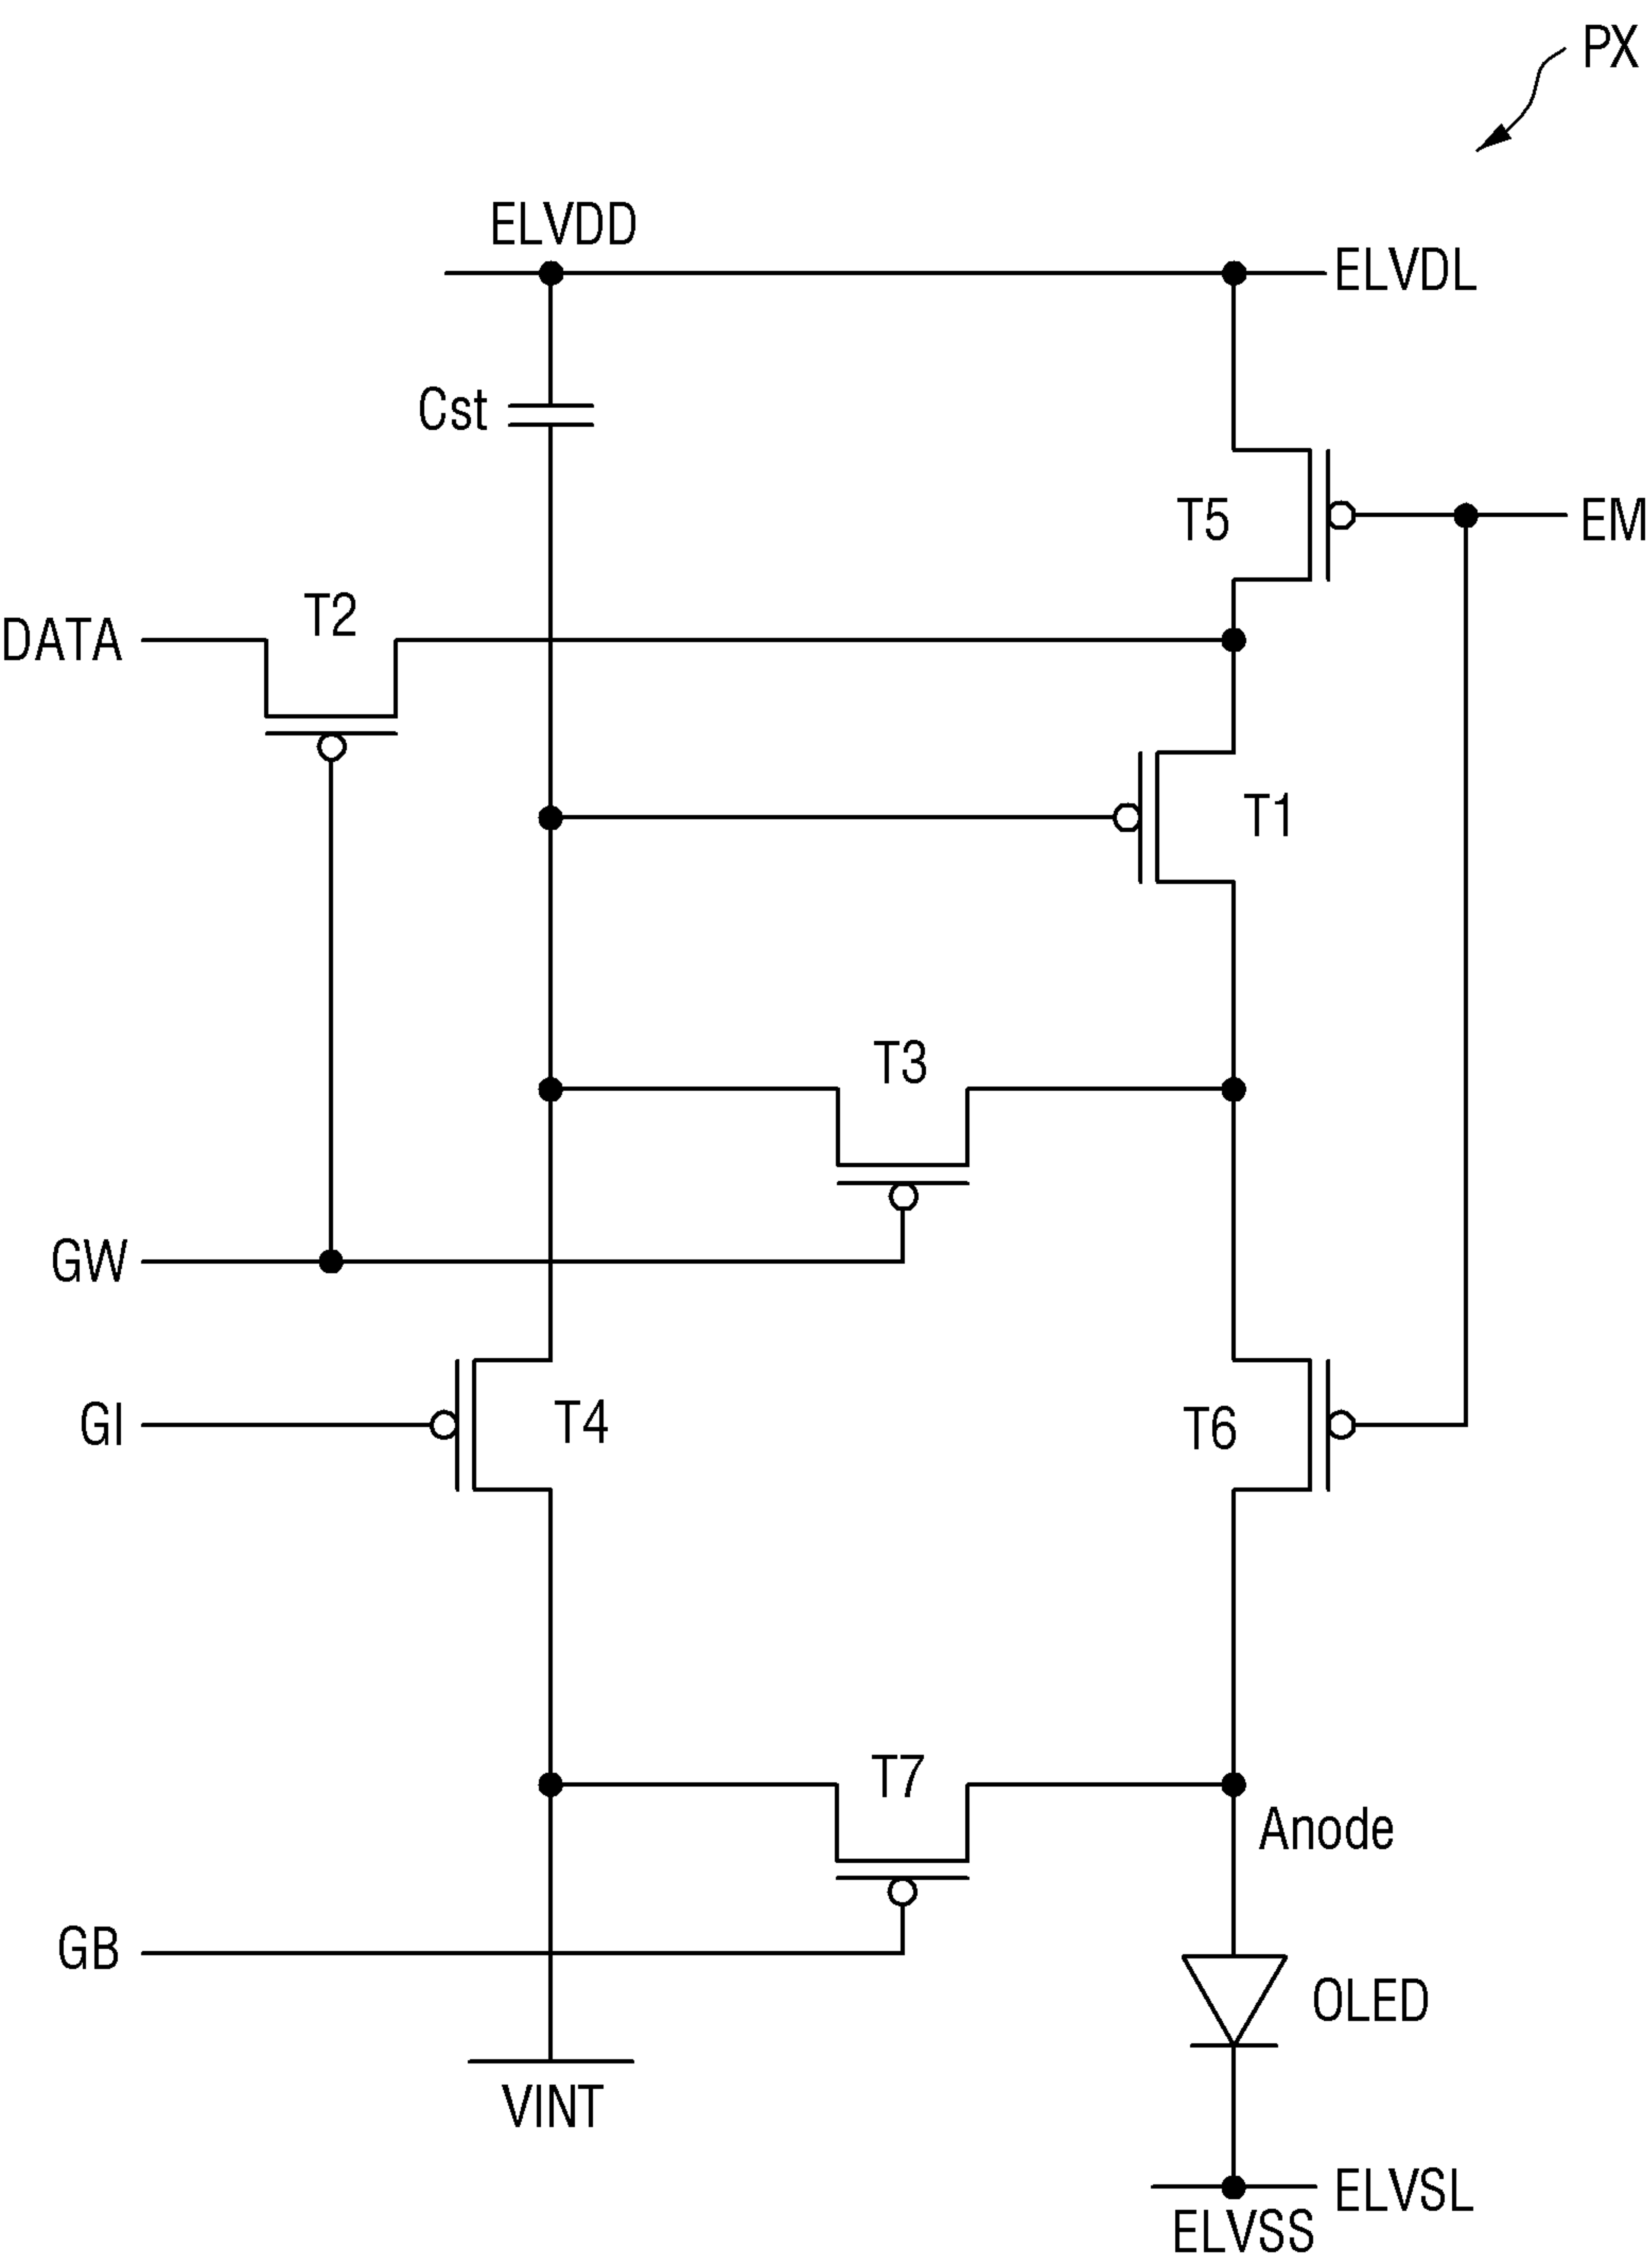 PX
ELVDD
ELVDL
Cst
T5
EM
T2
DATA
T1
T3
GW
T4
GI
T6
T7
Anode
GB
OLED
VINT
ELVSL
ELVSS